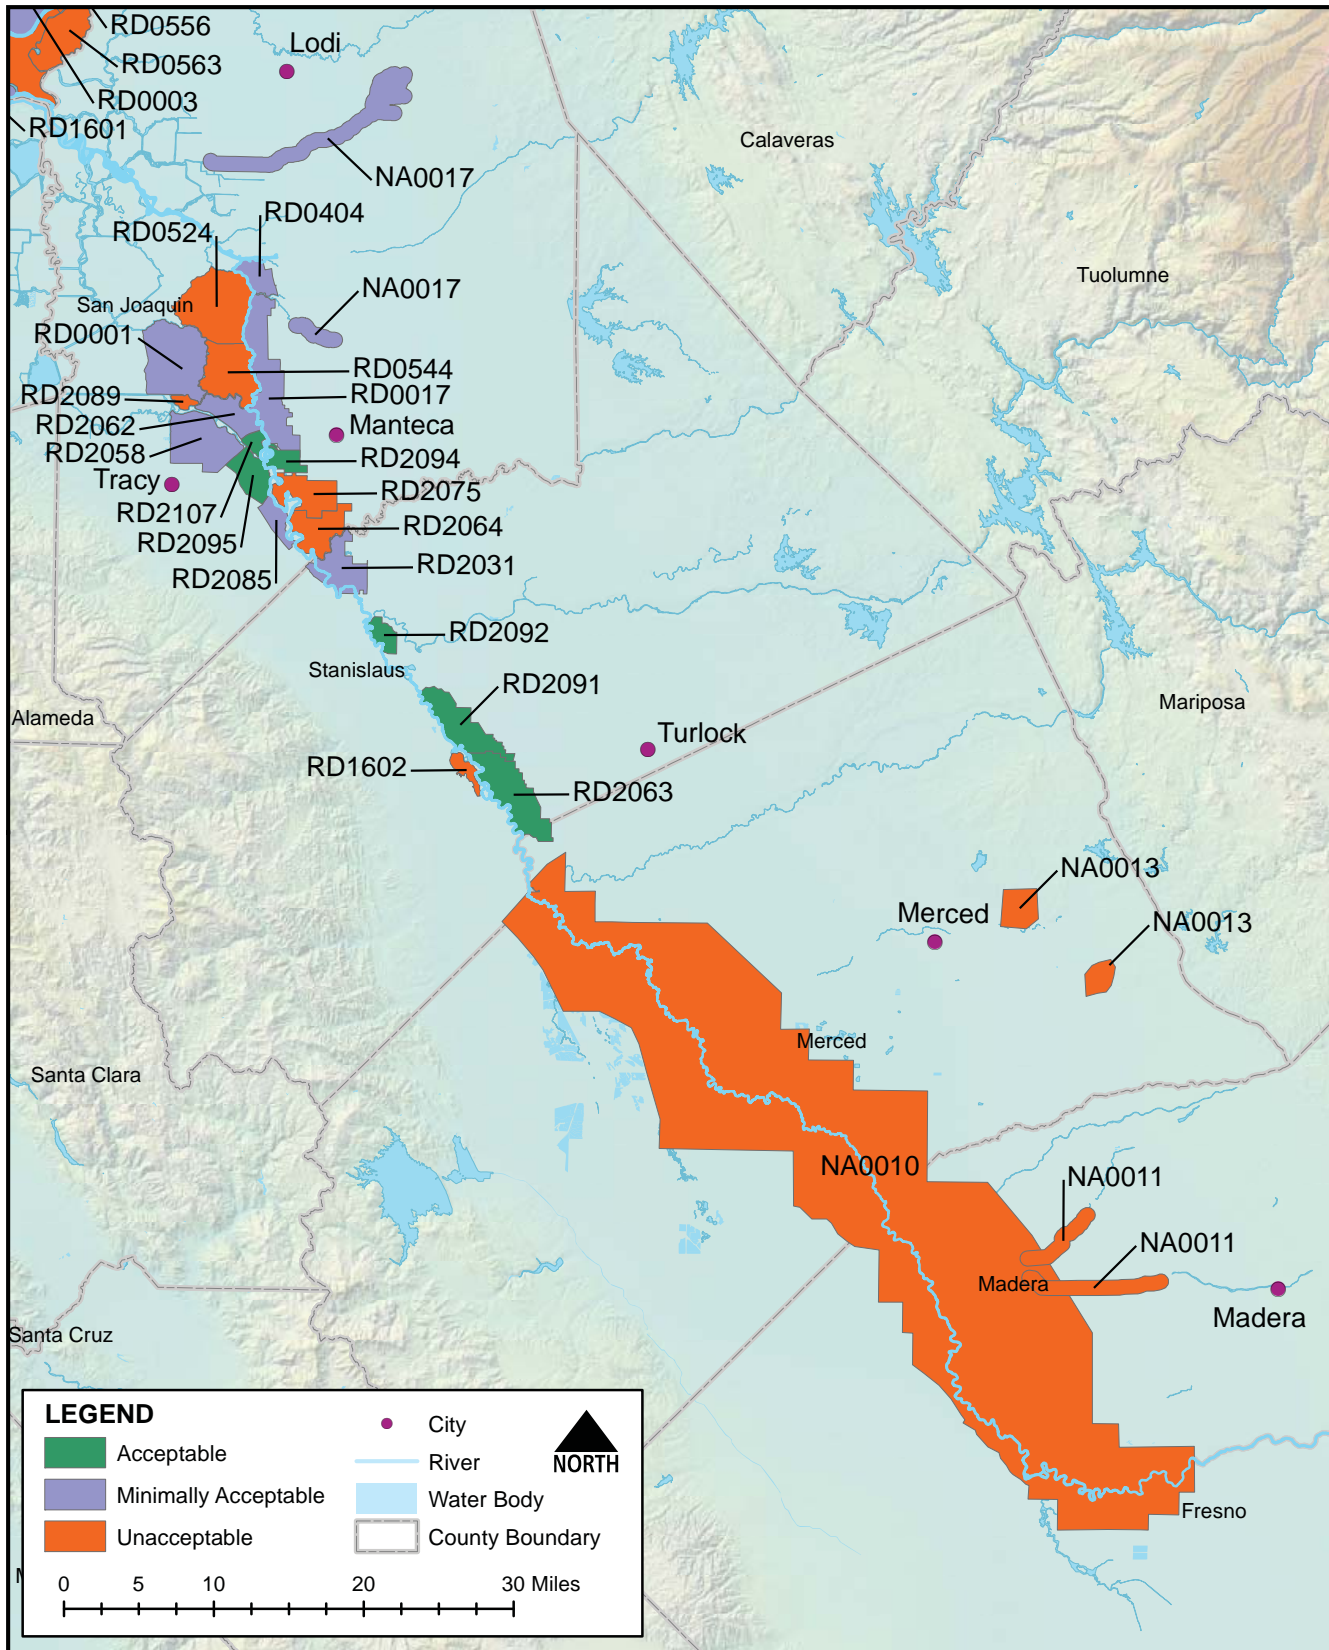 RD0556
Lodi
RD0563
RD0003
RD1601
Calaveras
NA0017
RD0404
RD0524
Tuolumne
NA0017
San Joaquin
RD0001
RD0544
RD2089
RD0017
RD2062
Manteca
RD2058
RD2094
Tracy
RD2075
RD2107
RD2064
RD2095
RD2031
RD2085
RD2092
Stanislaus
RD2091
Mariposa
Alameda
Turlock
RD1602
RD2063
NA0013
Merced
NA0013
Merced
Santa Clara
NA0010
NA0011
NA0011
Madera
Madera
Santa Cruz
Fresno
LEGEND
Acceptable
Minimally Acceptable
Unacceptable
City
River
Water Body
County Boundary
NORTH
0 5 10 20 30 Miles